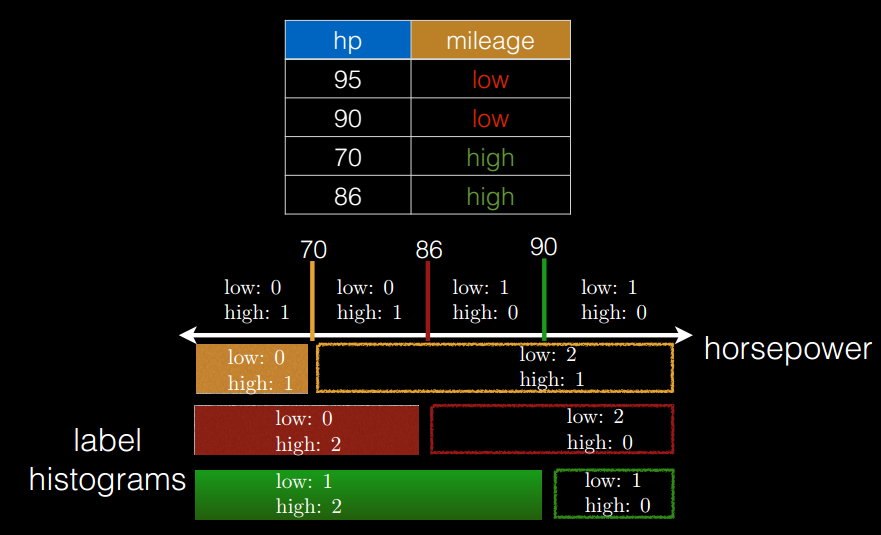 hp mileage
95 low
90 low
70 high
86 high
70 86 90
low: 0 low: 0 low: 1 low: 1
high: 1 high: 1 high: 0 high: 0
horsepower
low: 0 low: 2
high: 1 high: 1
low: 0 low: 2
high: 2 high: 0
label
histograms
low: 1 low: 1
high: 2 high: 0